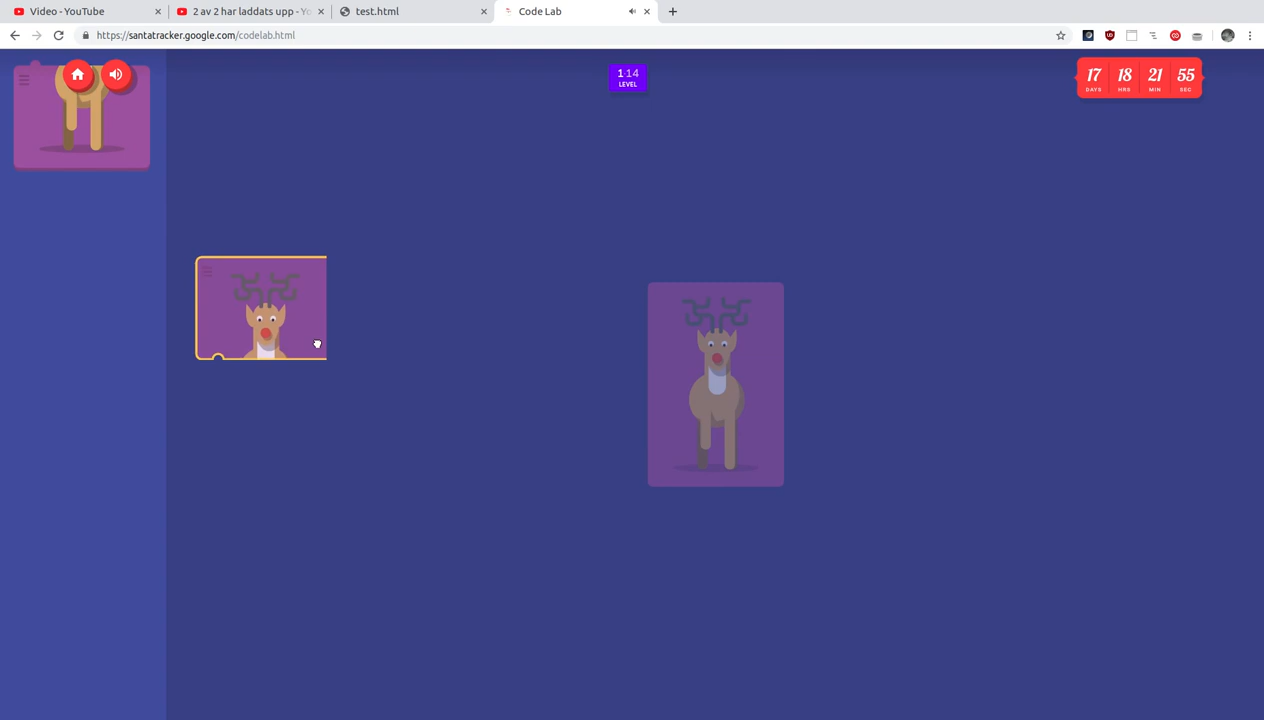 Video - YouTube
2 av 2 har laddats upp - Yo
test.html
Code Lab
https://santatracker.google.com/codelab.html
1·14
LEVEL
17 18 21 55
DAYS HRS MIN SEC